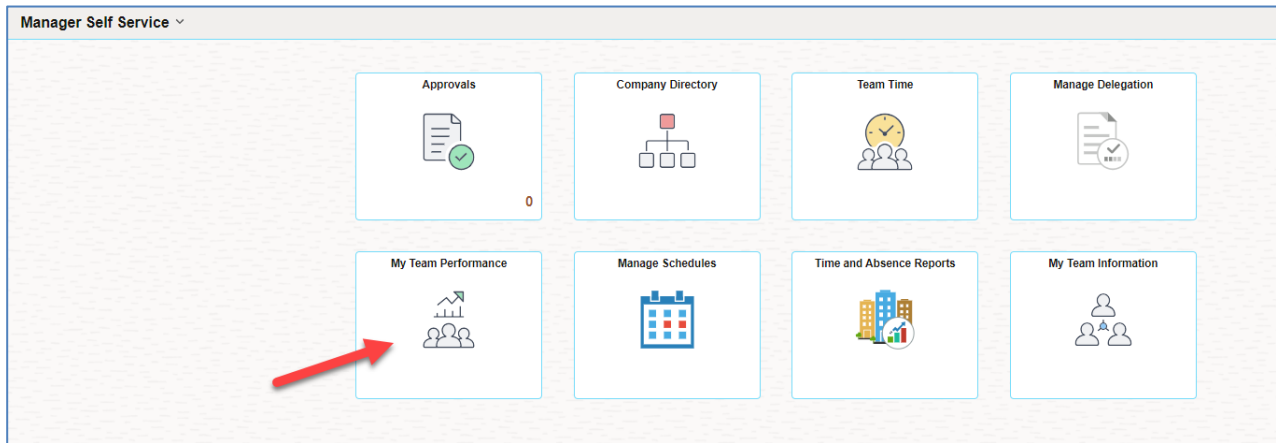 Manager Self Service
Approvals
Company Directory
Team Time
Manage Delegation
0
My Team Performance
Manage Schedules
Time and Absence Reports
My Team Information